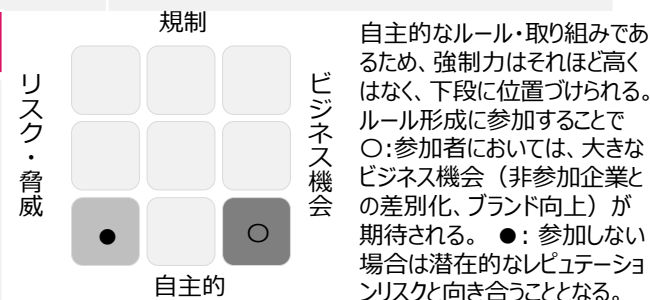 規制
リスク・脅威
●
○
ビジネス機会
自主的
自主的なルール・取り組みであ
るため、強制力はそれほど高く
はなく、下段に位置づけられる。
ルール形成に参加することで
○:参加者においては、大きな
ビジネス機会（非参加企業と
の差別化、ブランド向上）が
期待される。 ●: 参加しない
場合は潜在的なレピュテーショ
ンリスクと向き合うこととなる。